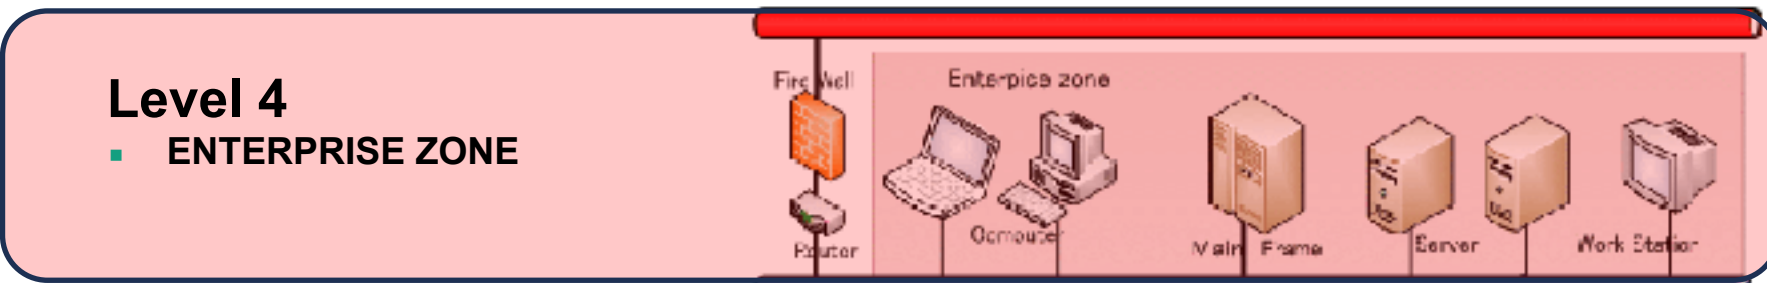 Level 4
▪ ENTERPRISE ZONE
Fire Wall
Enterpice zone
Computer
Router
Main Frame
Server
Work Station